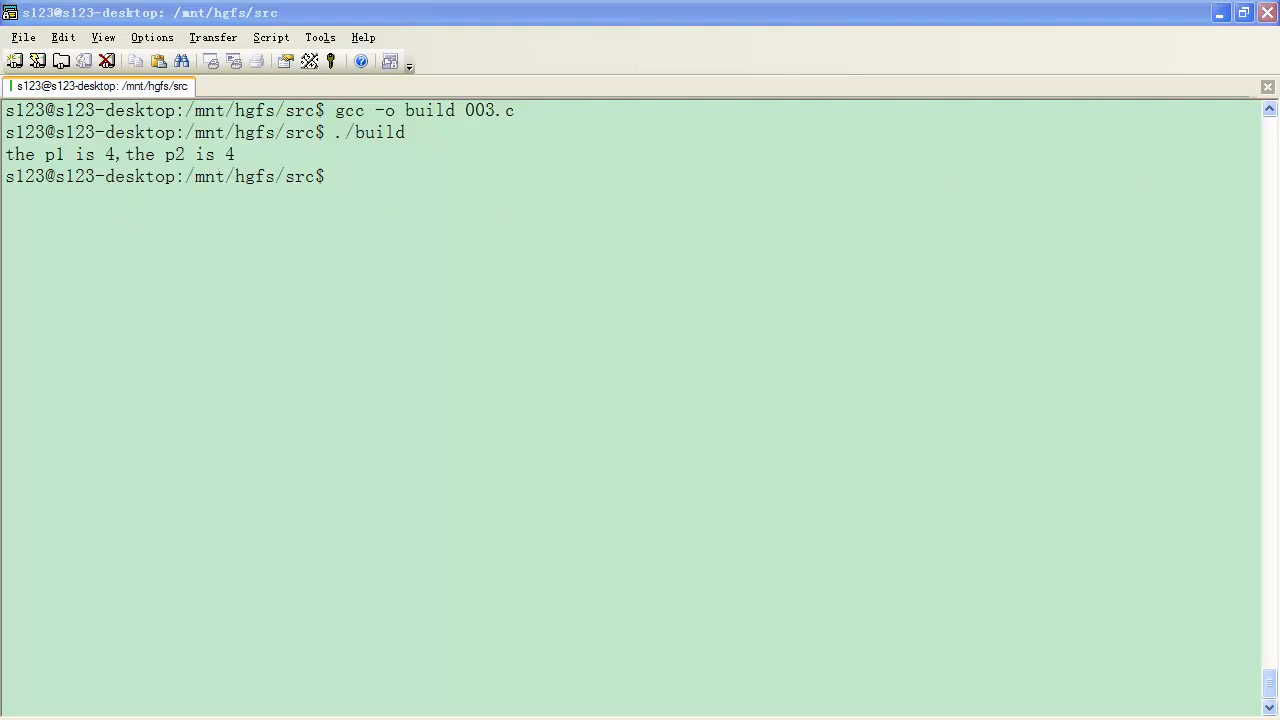 s123@s123-desktop: /mnt/hgfs/src
File Edit View Options Transfer Script Tools Help
s123@s123-desktop: /mnt/hgfs/src
s123@s123-desktop:/mnt/hgfs/src$ gcc -o build 003.c
s123@s123-desktop:/mnt/hgfs/src$ ./build
the p1 is 4,the p2 is 4
s123@s123-desktop:/mnt/hgfs/src$